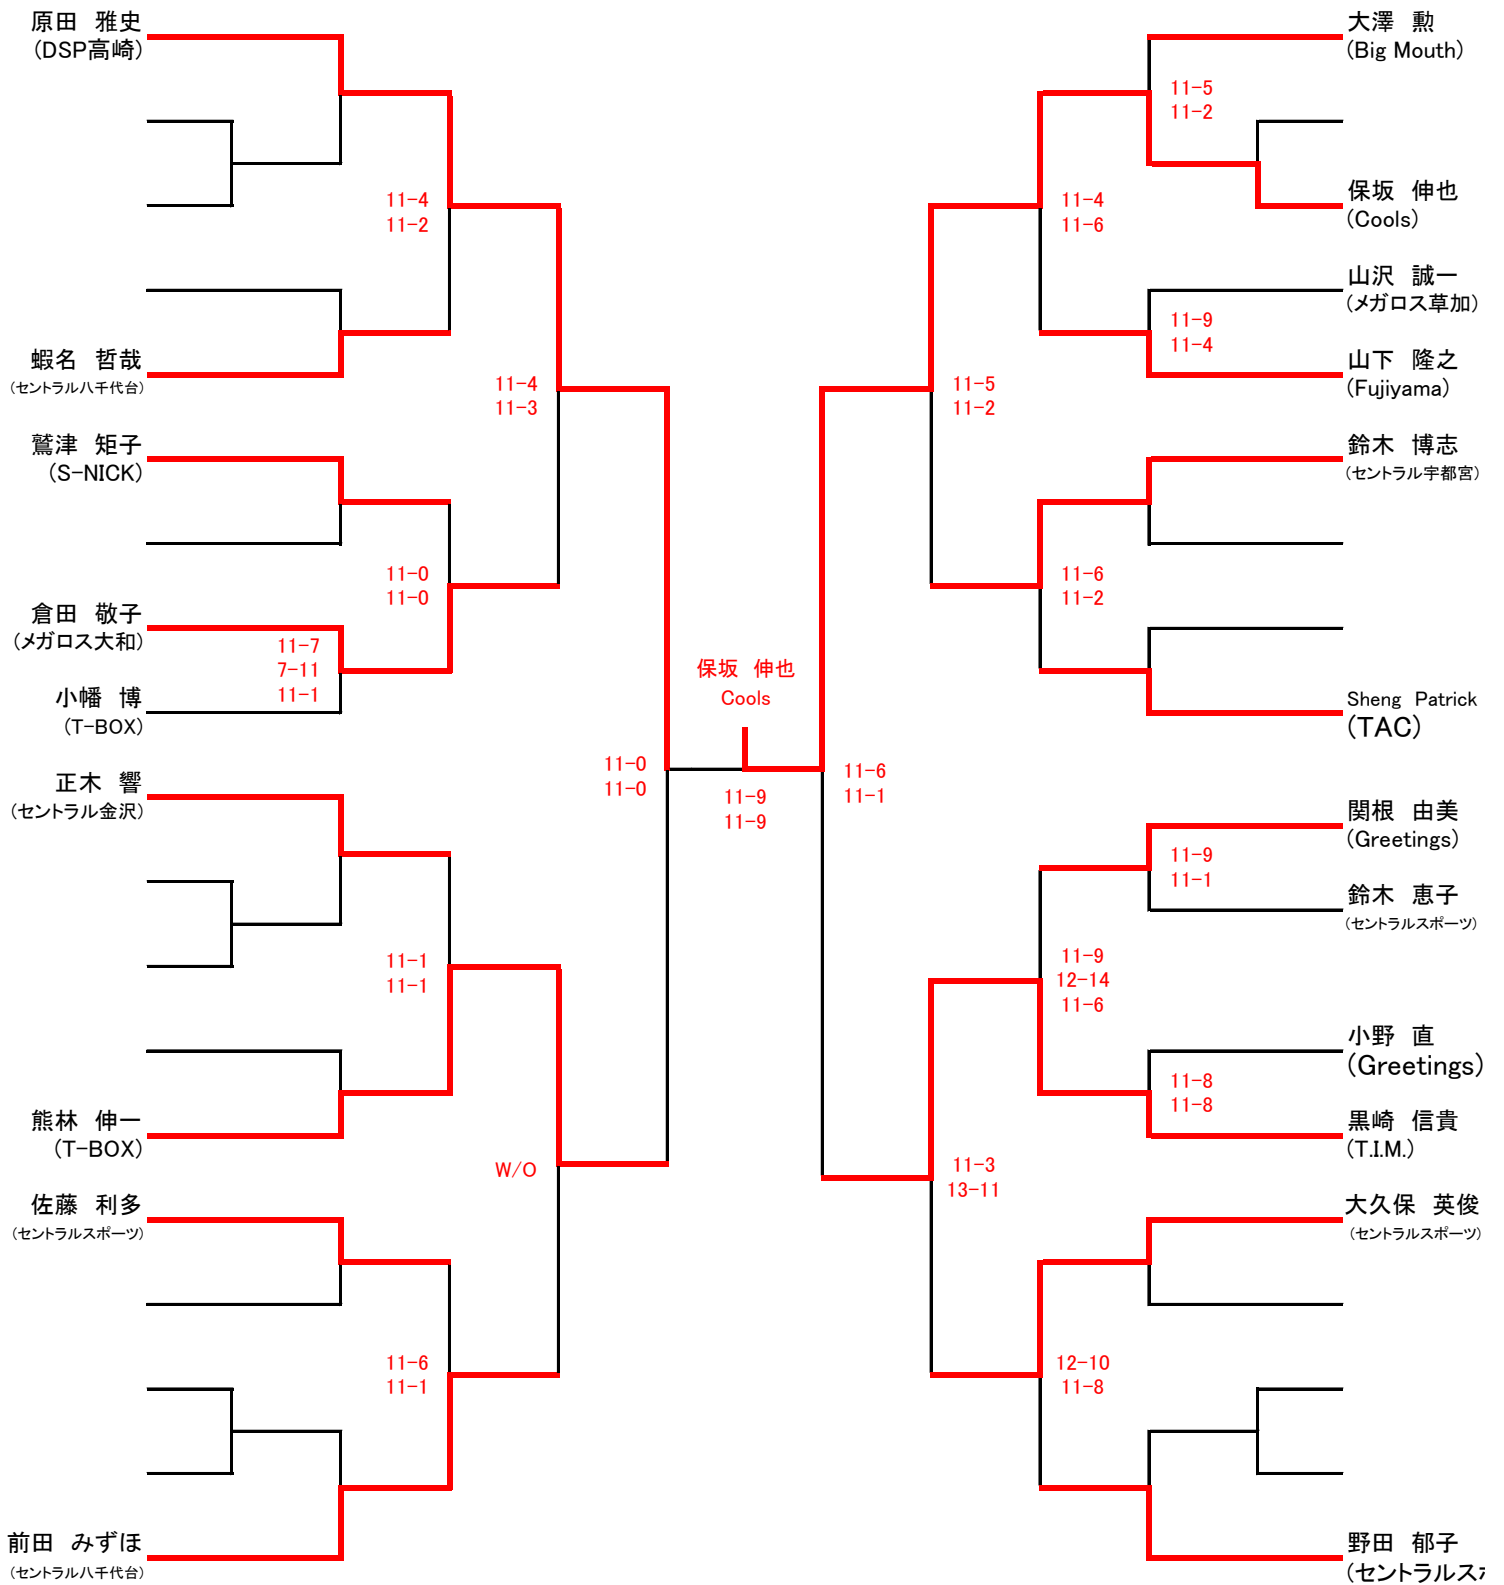 原田 雅史
(DSP高崎)
11-4
11-2
蝦名 哲哉
(セントラル八千代台)
11-4
11-3
鷲津 矩子
(S-NICK)
11-0
11-0
倉田 敬子
(メガロス大和)
11-7
7-11
11-1
小幡 博
(T-BOX)
正木 響
(セントラル金沢)
11-0
11-0
11-1
11-1
熊林 伸一
(T-BOX)
W/O
佐藤 利多
(セントラルスポーツ)
11-6
11-1
前田 みずほ
(セントラル八千代台)
保坂 伸也
Cools
11-9
11-9
大澤 勲
(Big Mouth)
11-5
11-2
保坂 伸也
(Cools)
11-4
11-6
山沢 誠一
(メガロス草加)
11-9
11-4
山下 隆之
(Fujiyama)
11-5
11-2
鈴木 博志
(セントラル宇都宮)
11-6
11-2
Sheng Patrick
(TAC)
11-6
11-1
関根 由美
(Greetings)
11-9
11-1
鈴木 恵子
(セントラルスポーツ)
11-9
12-14
11-6
小野 直
(Greetings)
11-8
11-8
黒崎 信貴
(T.I.M.)
11-3
13-11
大久保 英俊
(セントラルスポーツ)
12-10
11-8
野田 郁子
(セントラルス